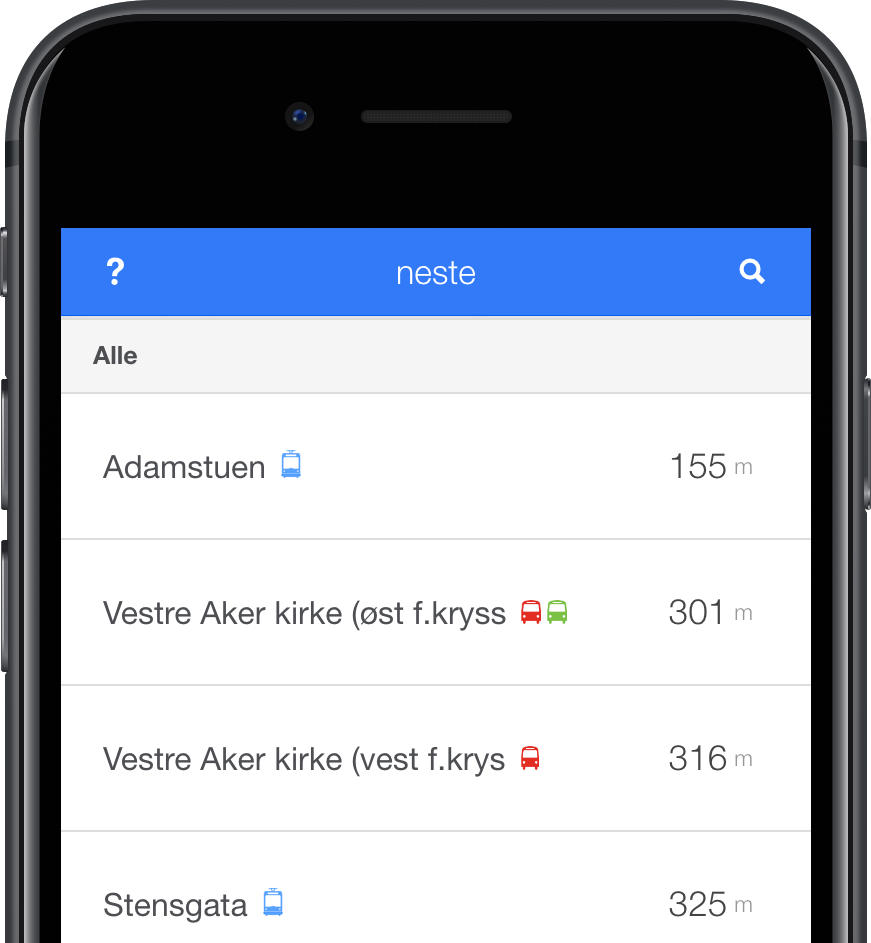 ? neste
Alle
Adamstuen 155 m
Vestre Aker kirke (øst f.kryss 301 m
Vestre Aker kirke (vest f.krys 316 m
Stensgata 325 m